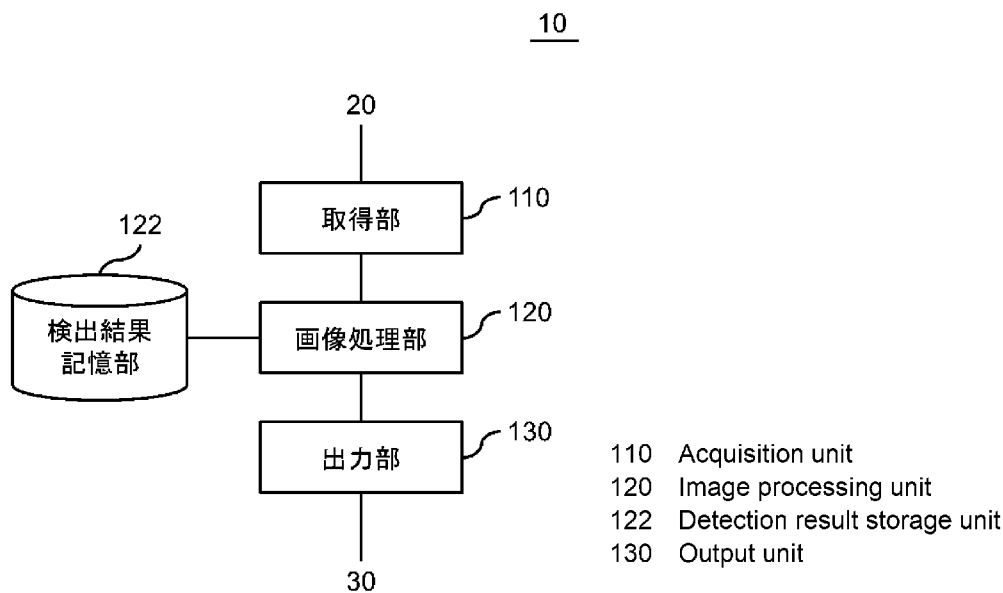 10
20
取得部
110
122
検出結果
記憶部
画像処理部
120
出力部
130
30
110 Acquisition unit
120 Image processing unit
122 Detection result storage unit
130 Output unit